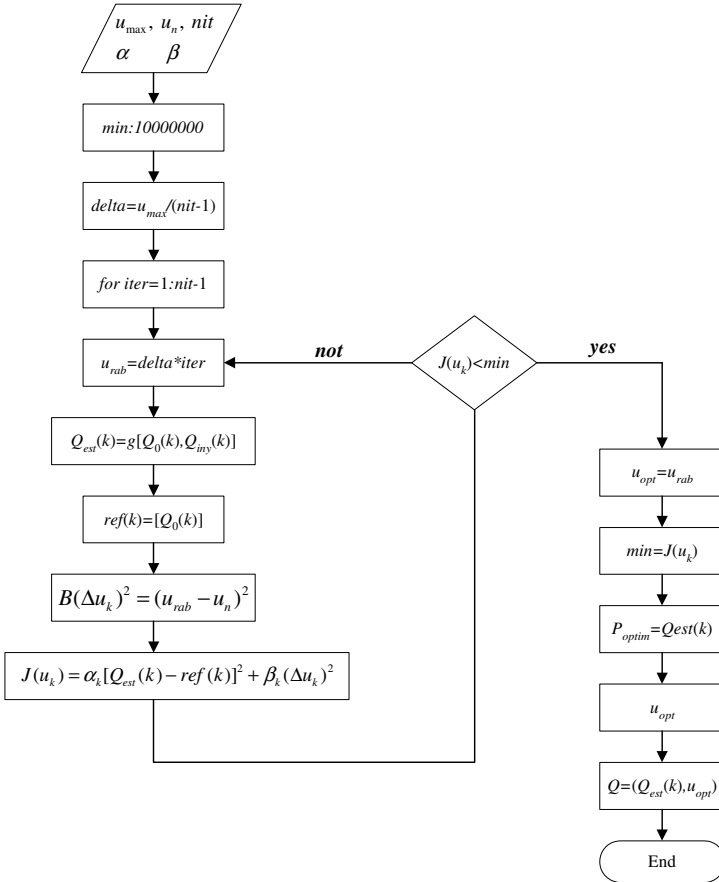 u_max, u_n, nit
α β
min:10000000
delta=u_max/(nit-1)
for iter=1:nit-1
u_rab=delta*iter
Q_est(k)=g[Q_0(k),Q_iny(k)]
ref(k)=[Q_0(k)]
B(Δu_k)^2 = (u_rab − u_n)^2
J(u_k) = α_k[Q_est(k) − ref(k)]^2 + β_k(Δu_k)^2
not
J(u_k)<min
yes
u_opt=u_rab
min=J(u_k)
P_optim=Qest(k)
u_opt
Q=(Q_est(k),u_opt)
End